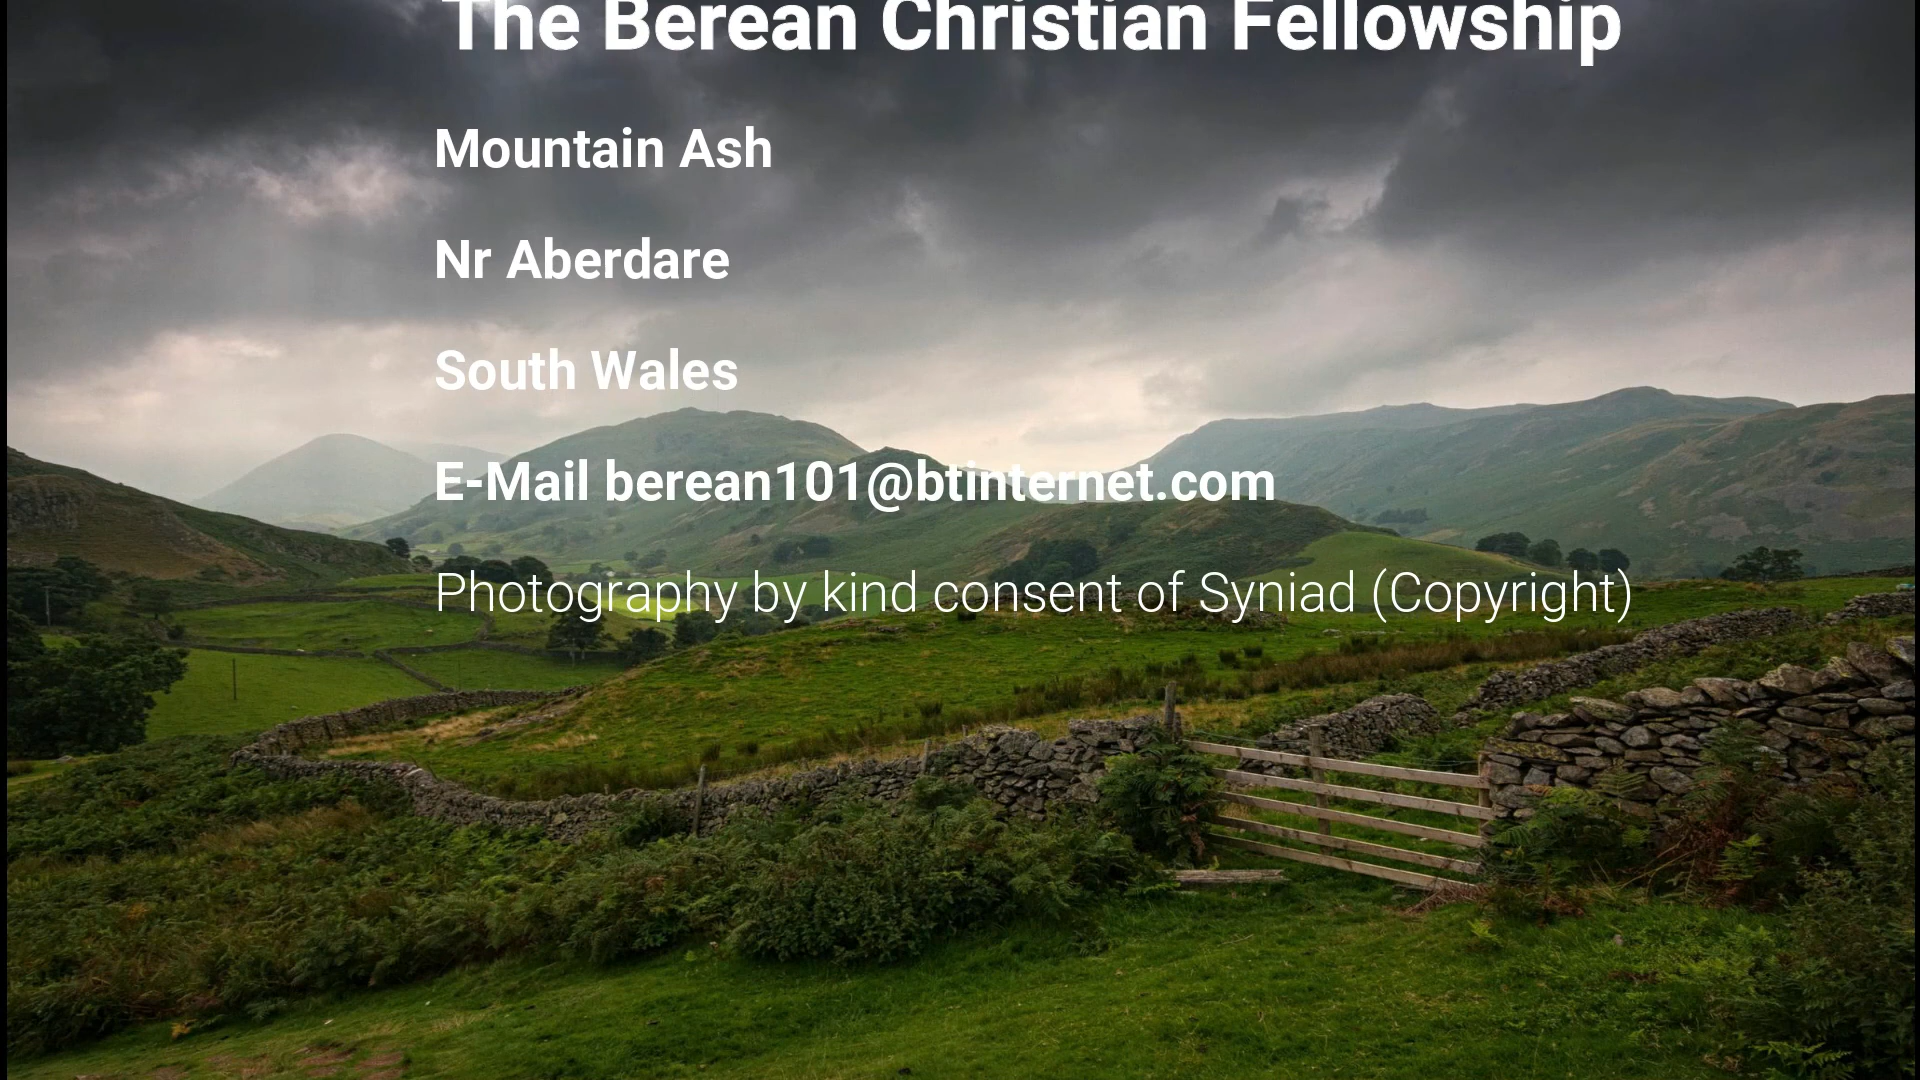 The Berean Christian Fellowship
Mountain Ash
Nr Aberdare
South Wales
E-Mail berean101@btinternet.com
Photography by kind consent of Syniad (Copyright)